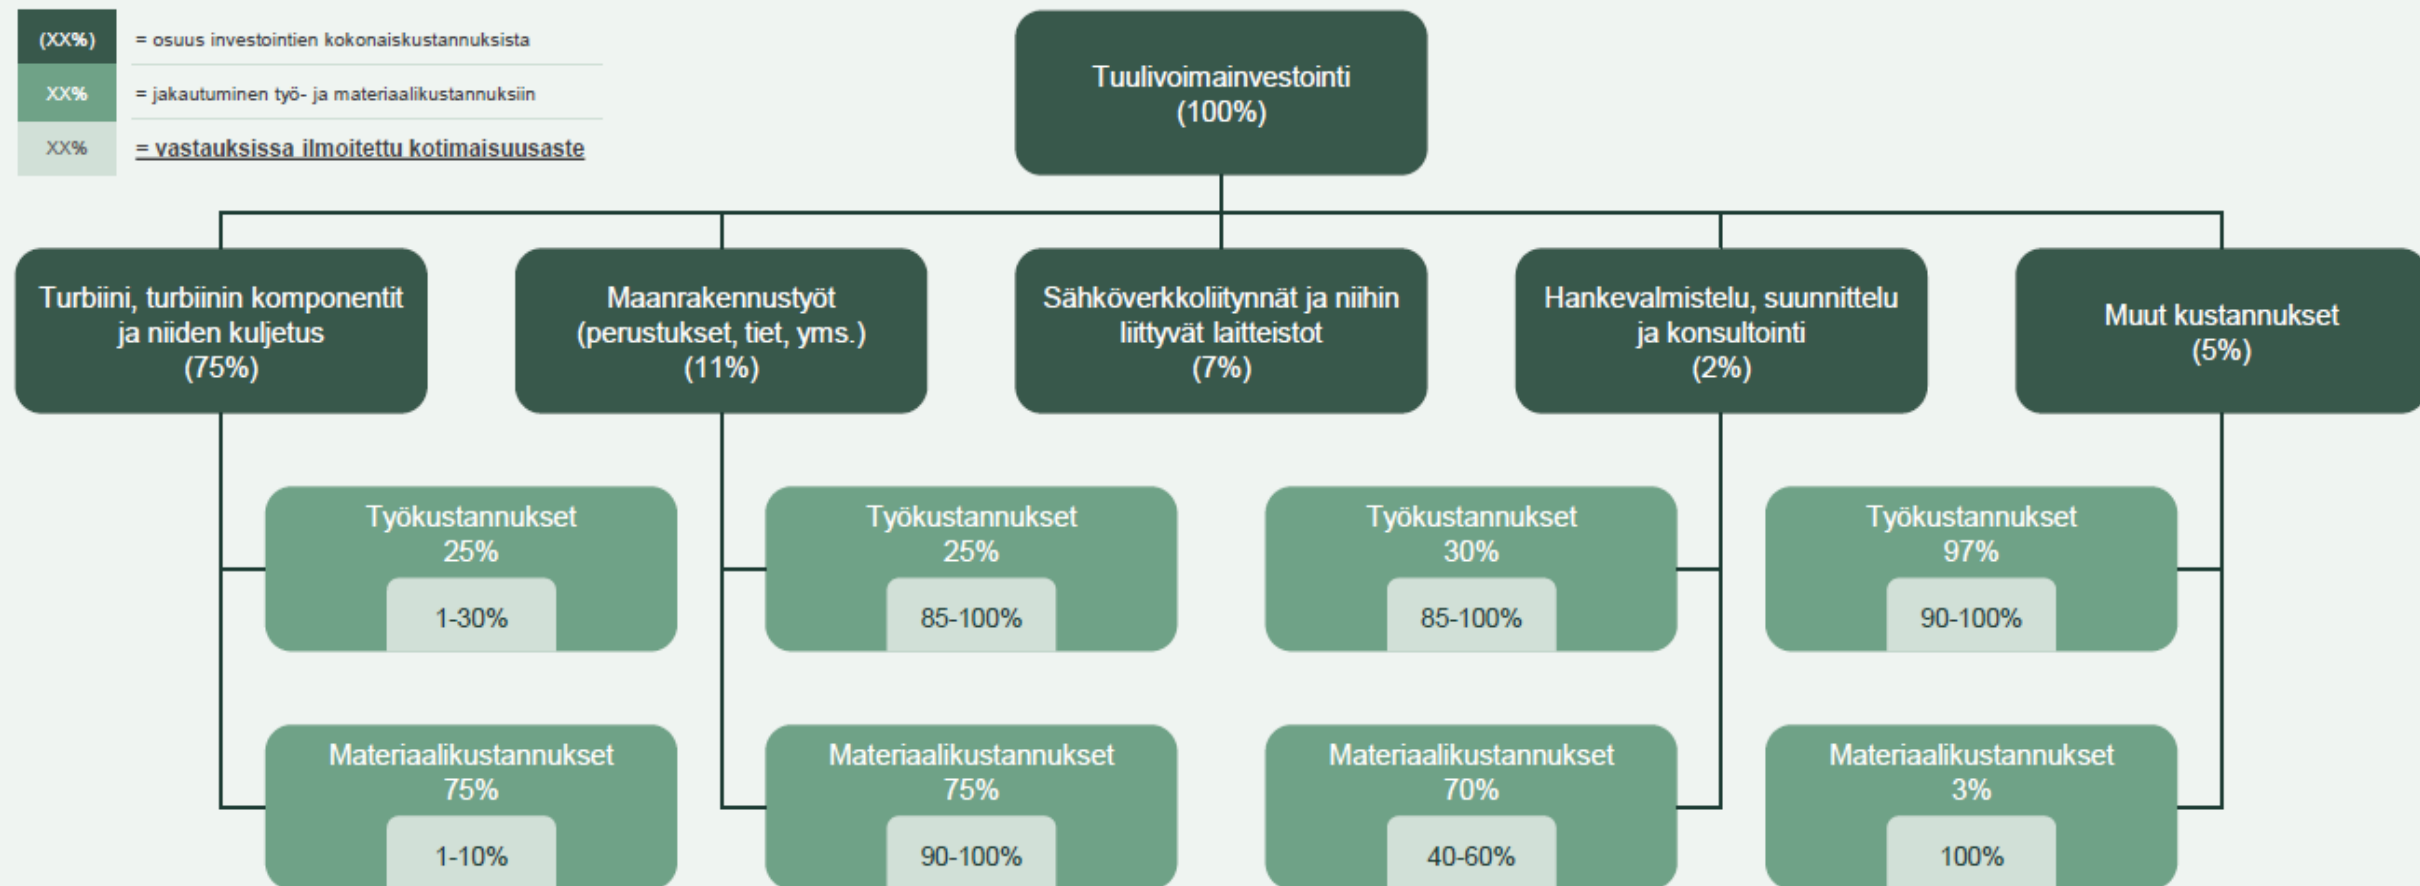 (XX%) = osuus investointien kokonaiskustannuksista
XX% = jakautuminen työ- ja materiaalikustannuksiin
XX% = vastauksissa ilmoitettu kotimaisuusaste
Tuulivoimainvestointi
(100%)
Turbiini, turbiinin komponentit
ja niiden kuljetus
(75%)
Maanrakennustyöt
(perustukset, tiet, yms.)
(11%)
Sähköverkkoliitynnät ja niihin
liittyvät laitteistot
(7%)
Hankevalmistelu, suunnittelu
ja konsultointi
(2%)
Muut kustannukset
(5%)
Työkustannukset
25%
1-30%
Työkustannukset
25%
85-100%
Työkustannukset
30%
85-100%
Työkustannukset
97%
90-100%
Materiaalikustannukset
75%
1-10%
Materiaalikustannukset
75%
90-100%
Materiaalikustannukset
70%
40-60%
Materiaalikustannukset
3%
100%